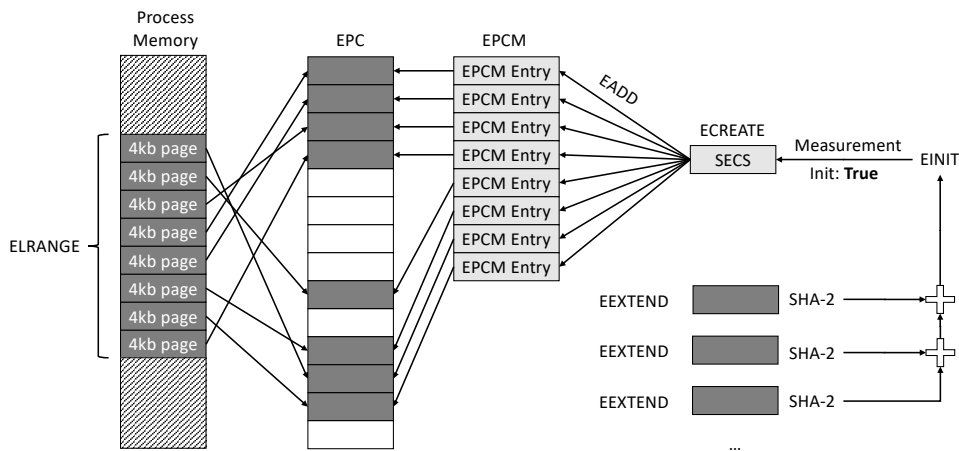 Process
Memory
EPC
EPCM
4kb page
4kb page
4kb page
4kb page
4kb page
4kb page
4kb page
4kb page
ELRANGE
EPCM Entry
EPCM Entry
EPCM Entry
EPCM Entry
EPCM Entry
EPCM Entry
EPCM Entry
EPCM Entry
EADD
ECREATE
SECS
Measurement
Init: True
EINIT
EEXTEND
SHA-2
EEXTEND
SHA-2
EEXTEND
SHA-2
...